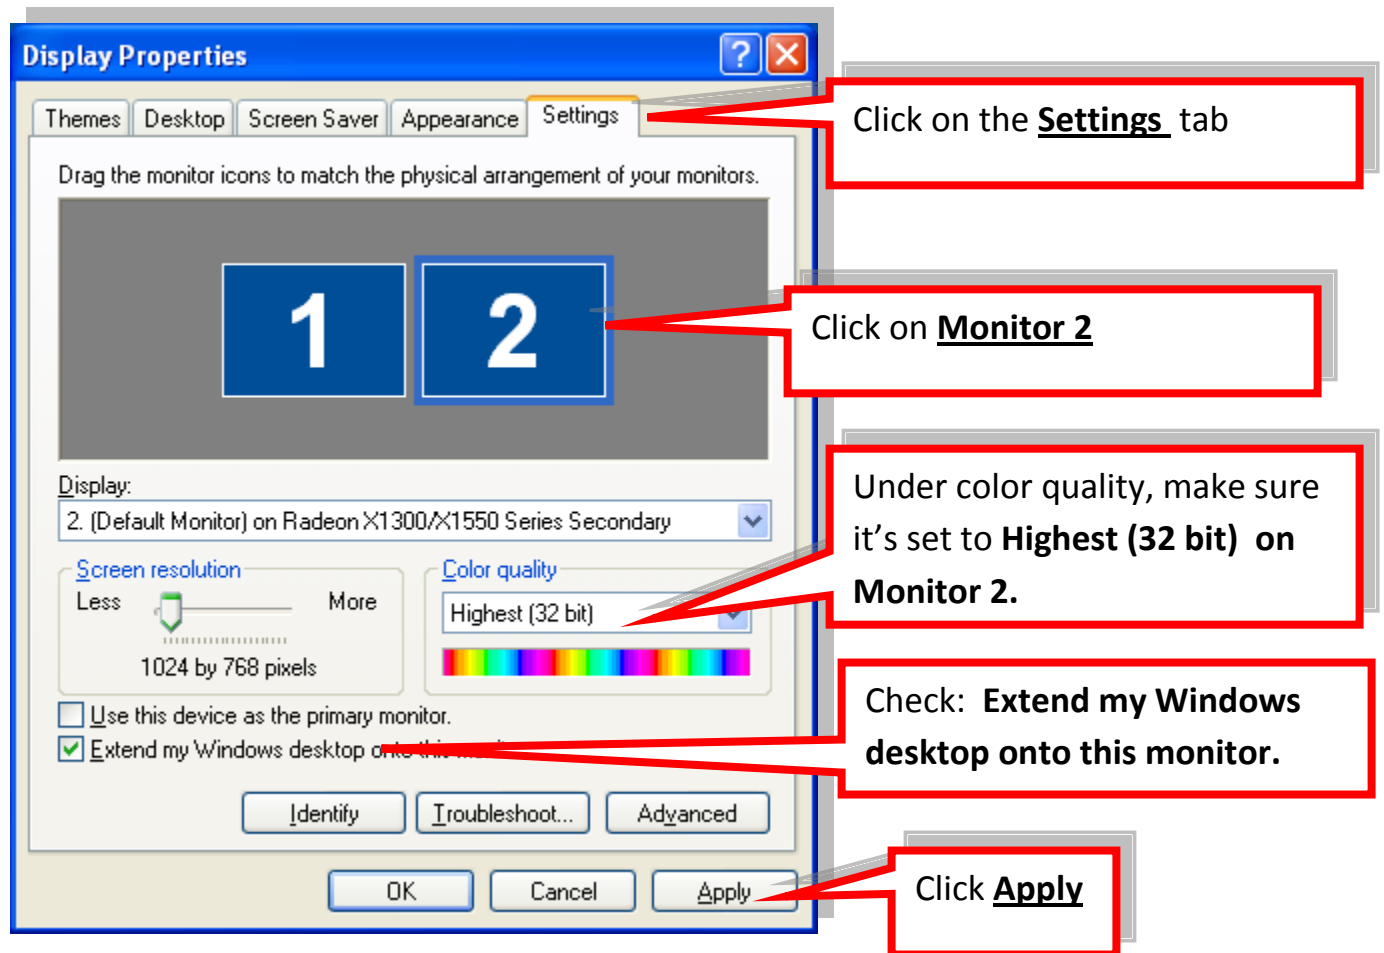 Display Properties
Themes Desktop Screen Saver Appearance Settings
Click on the Settings tab
Drag the monitor icons to match the physical arrangement of your monitors.
1 2
Click on Monitor 2
Display:
2. (Default Monitor) on Radeon X1300/X1550 Series Secondary
Under color quality, make sure
it's set to Highest (32 bit) on
Monitor 2.
Screen resolution
Less More
1024 by 768 pixels
Color quality
Highest (32 bit)
Use this device as the primary monitor.
Extend my Windows desktop onto this
Check: Extend my Windows
desktop onto this monitor.
Identify Troubleshoot... Advanced
OK Cancel Apply
Click Apply